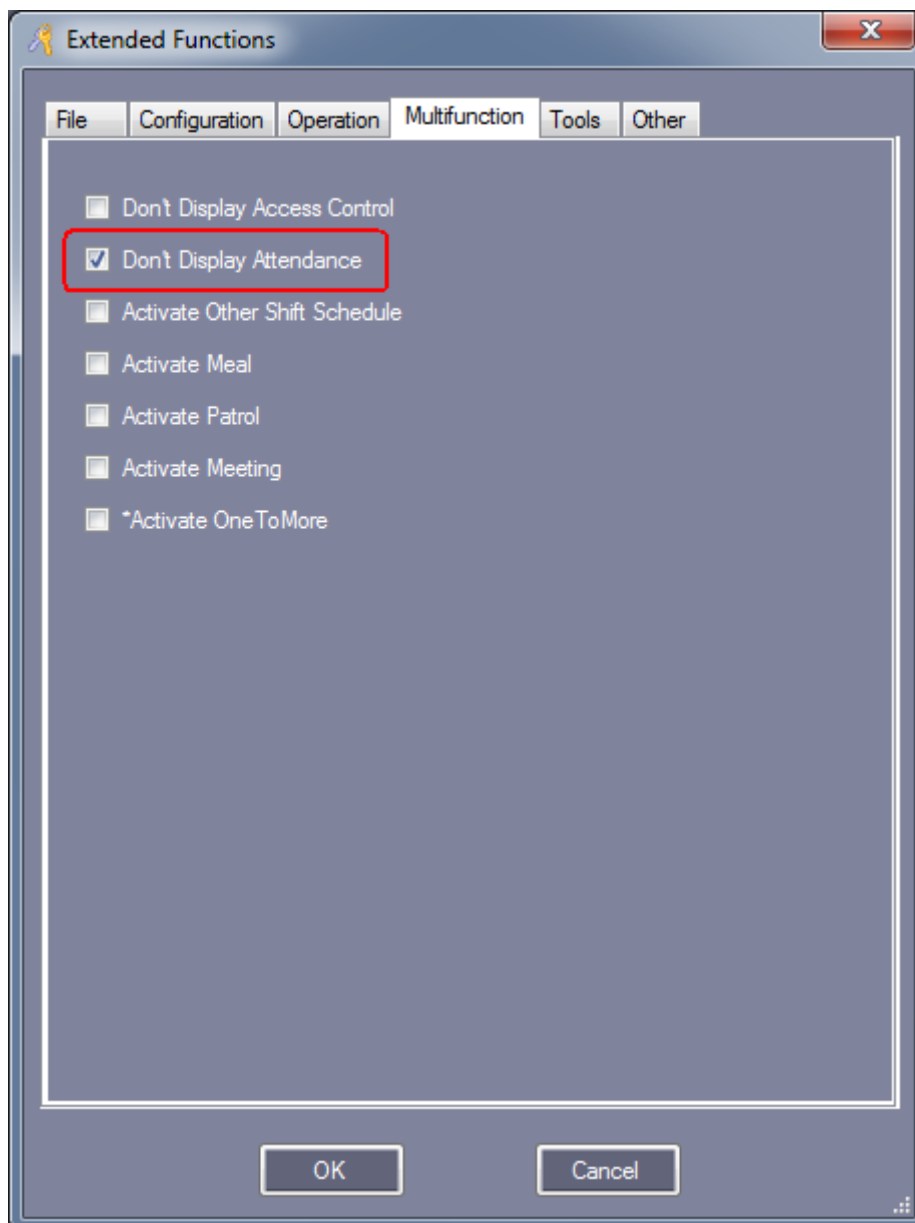 Extended Functions
File Configuration Operation Multifunction Tools Other
Don't Display Access Control
Don't Display Attendance
Activate Other Shift Schedule
Activate Meal
Activate Patrol
Activate Meeting
*Activate OneToMore
OK Cancel